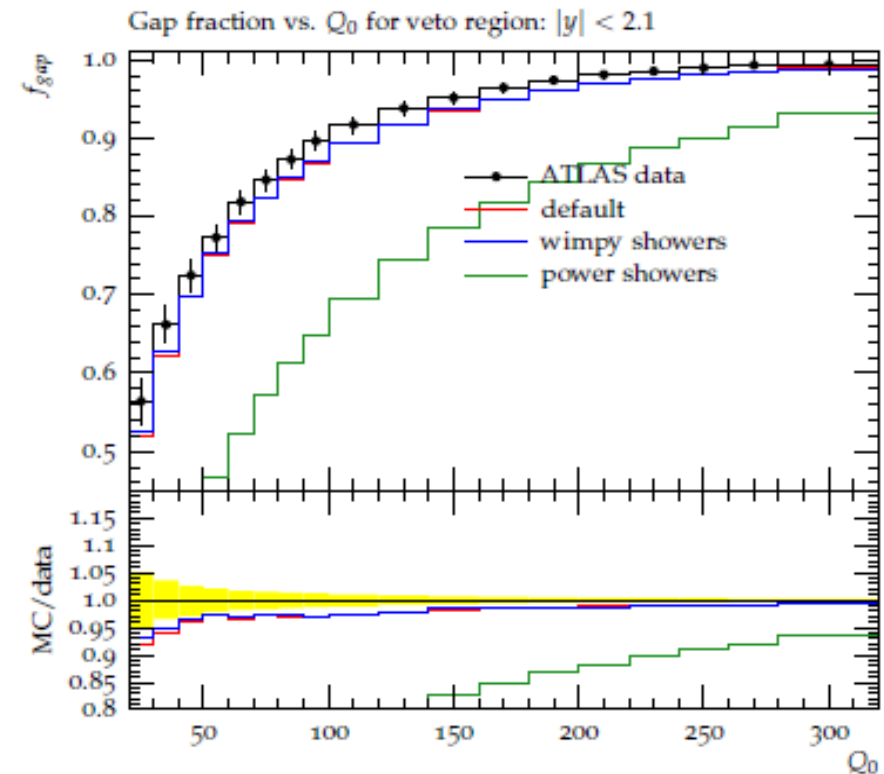 Gap fraction vs. Q₀ for veto region: |y| < 2.1
f_gap
1.0
0.9
0.8
0.7
0.6
0.5
ATLAS data
default
wimpy showers
power showers
MC/data
1.15
1.1
1.05
1.0
0.95
0.9
0.85
0.8
50 100 150 200 250 300
Q₀